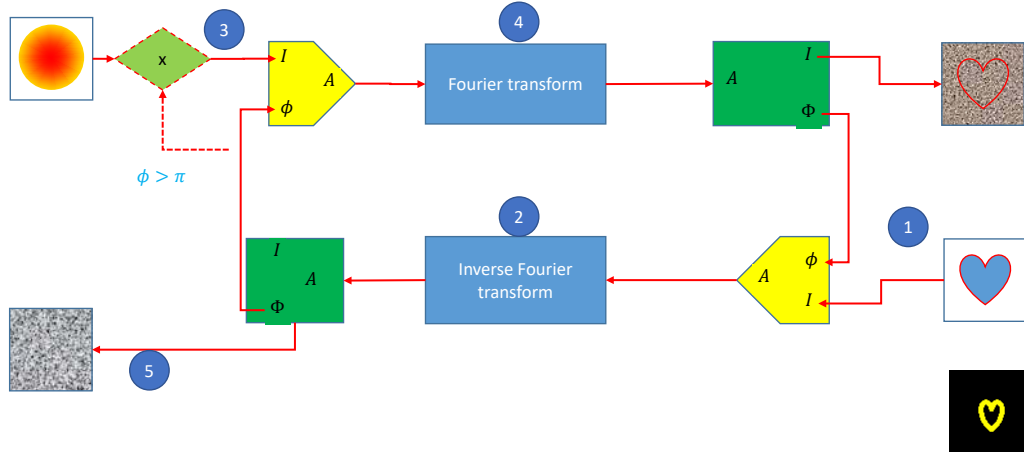 3
4
x
I
A
ϕ
Fourier transform
A
I
Φ
ϕ > π
2
1
I
A
Φ
Inverse Fourier
transform
A
ϕ
I
5